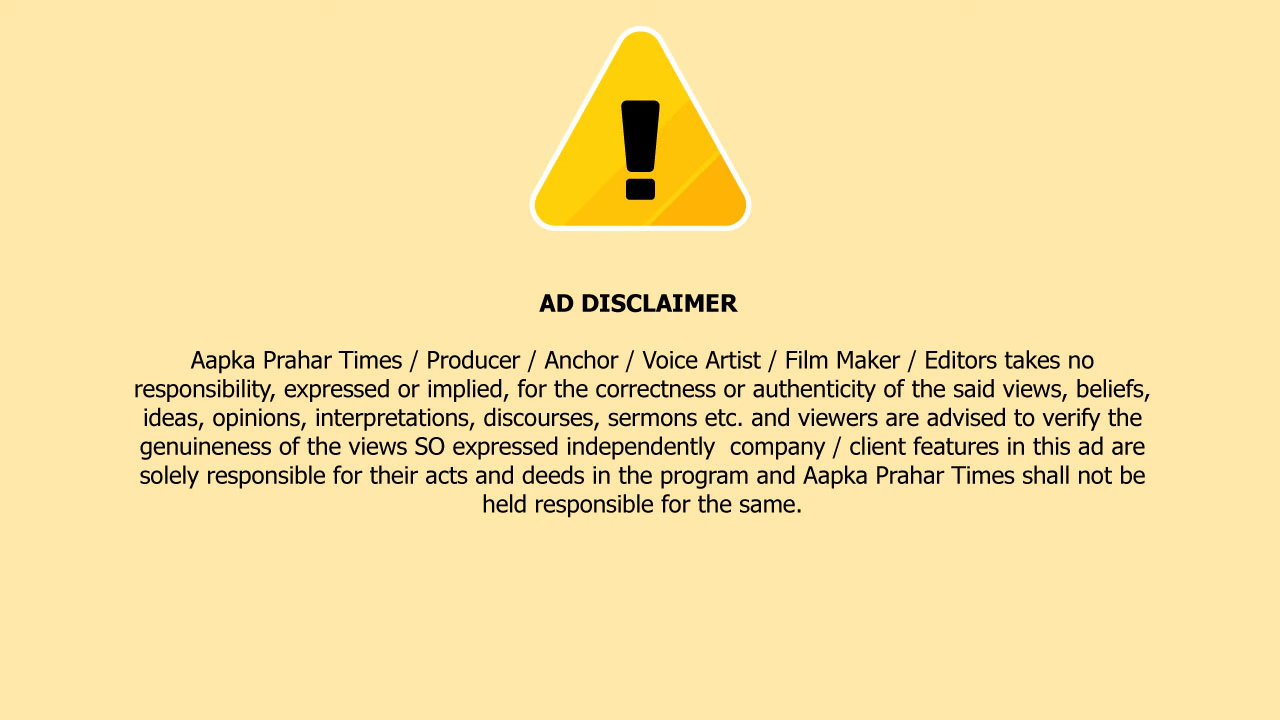 AD DISCLAIMER
Aapka Prahar Times / Producer / Anchor / Voice Artist / Film Maker / Editors takes no
responsibility, expressed or implied, for the correctness or authenticity of the said views, beliefs,
ideas, opinions, interpretations, discourses, sermons etc. and viewers are advised to verify the
genuineness of the views SO expressed independently  company / client features in this ad are
solely responsible for their acts and deeds in the program and Aapka Prahar Times shall not be
held responsible for the same.